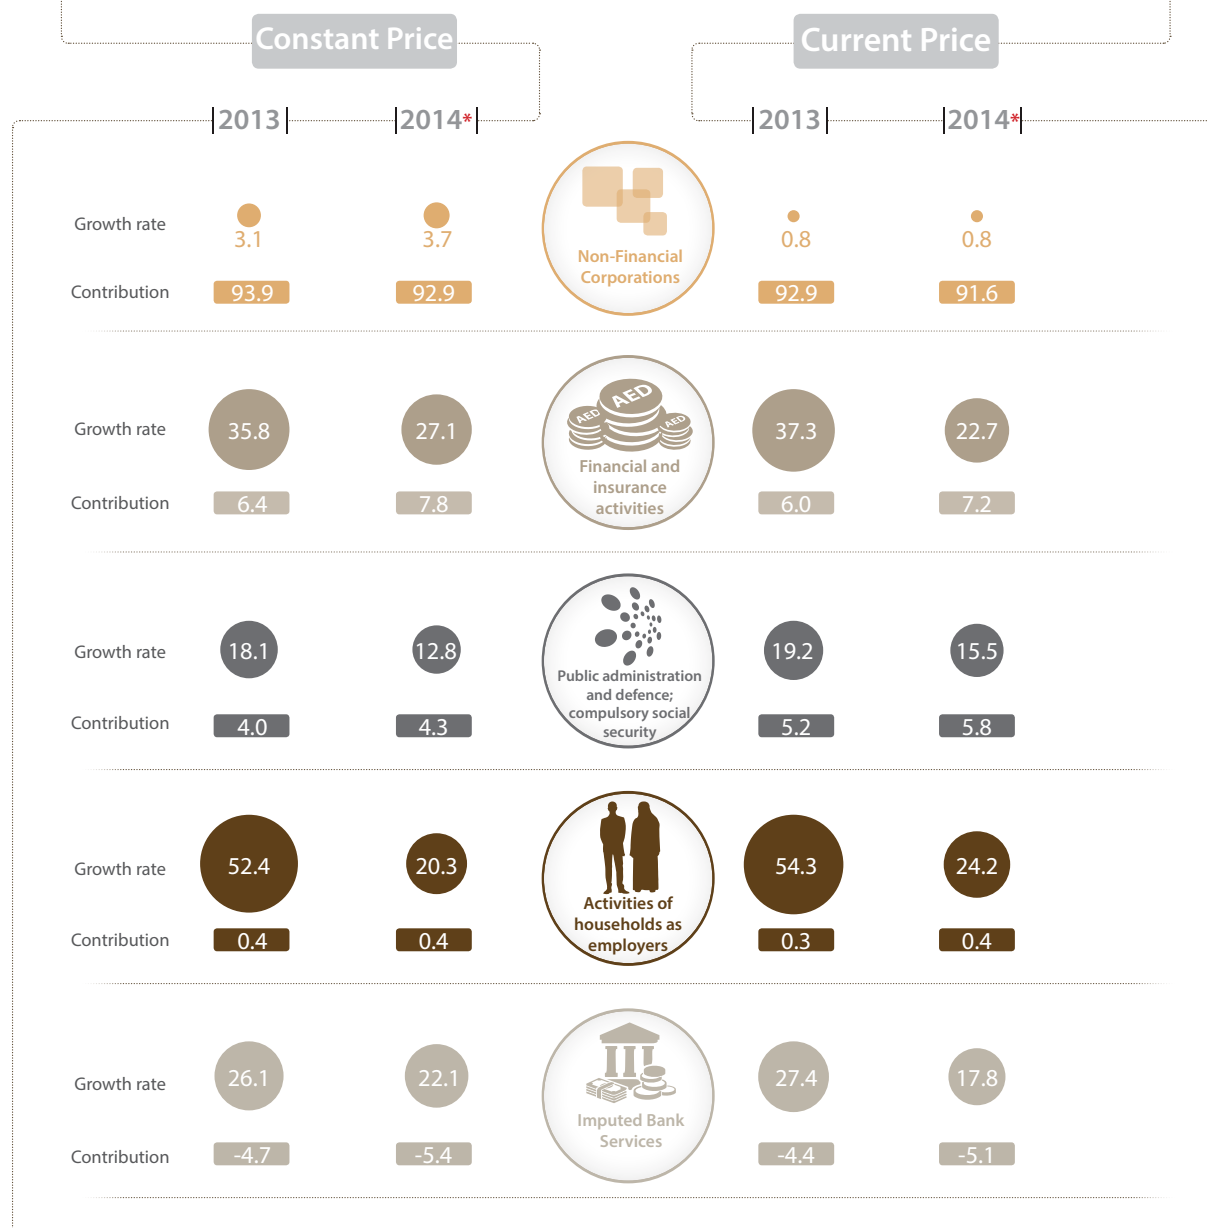 Constant Price
Current Price
2013
2014*
2013
2014*
Growth rate
3.1
3.7
0.8
0.8
Non-Financial
Corporations
Contribution
93.9
92.9
92.9
91.6
AED
AED
AED
Growth rate
35.8
27.1
37.3
22.7
Financial and
insurance
activities
Contribution
6.4
7.8
6.0
7.2
Growth rate
18.1
12.8
19.2
15.5
Public administration
and defence;
compulsory social
security
Contribution
4.0
4.3
5.2
5.8
Growth rate
52.4
20.3
54.3
24.2
Activities of
households as
employers
Contribution
0.4
0.4
0.3
0.4
Growth rate
26.1
22.1
27.4
17.8
Imputed Bank
Services
Contribution
-4.7
-5.4
-4.4
-5.1